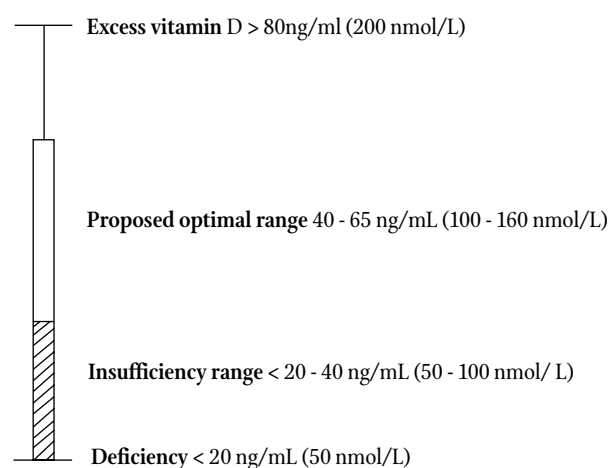 Excess vitamin D > 80ng/ml (200 nmol/L)
Proposed optimal range 40 - 65 ng/mL (100 - 160 nmol/L)
Insufficiency range < 20 - 40 ng/mL (50 - 100 nmol/ L)
Deficiency < 20 ng/mL (50 nmol/L)